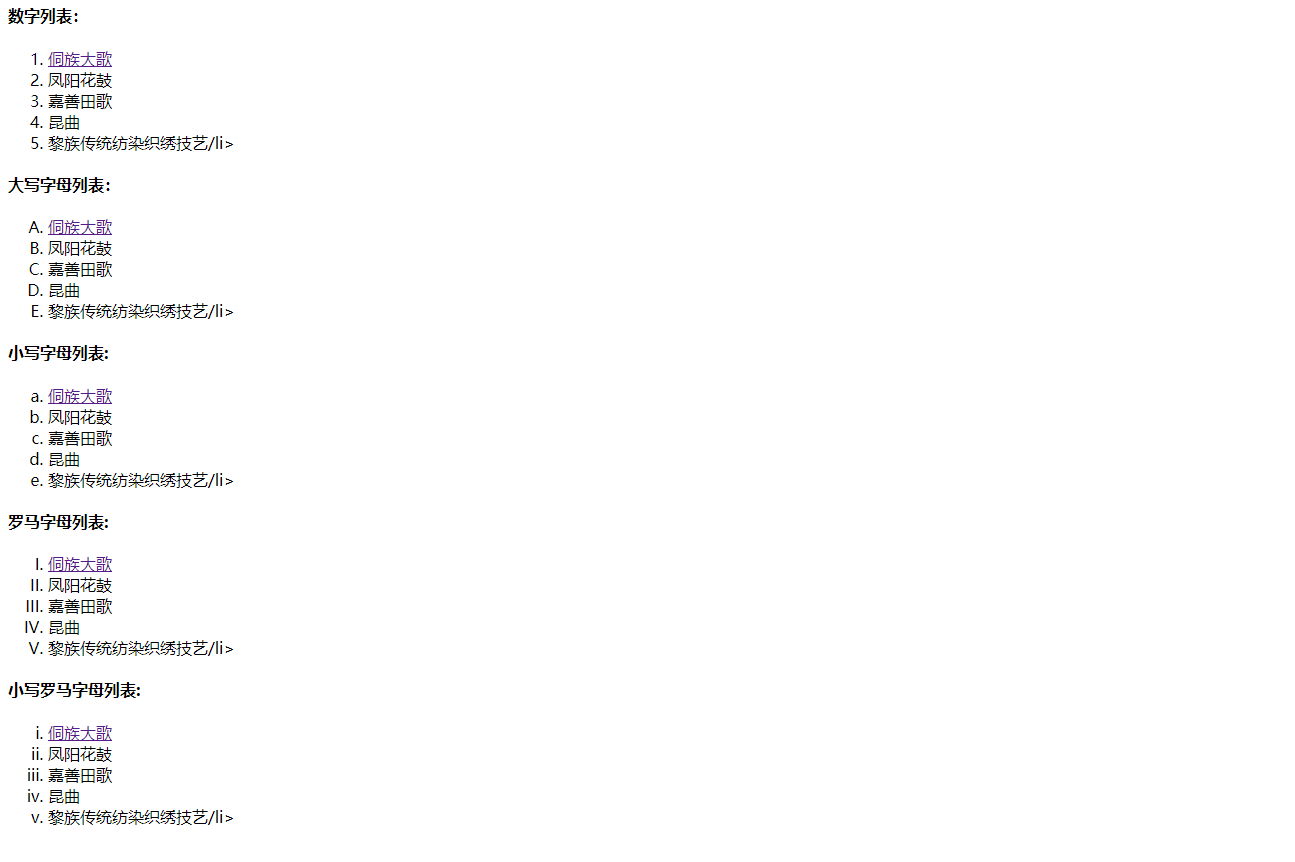 数字列表：
1. 侗族大歌
2. 凤阳花鼓
3. 嘉善田歌
4. 昆曲
5. 黎族传统纺染织绣技艺/li>
大写字母列表：
A. 侗族大歌
B. 凤阳花鼓
C. 嘉善田歌
D. 昆曲
E. 黎族传统纺染织绣技艺/li>
小写字母列表:
a. 侗族大歌
b. 凤阳花鼓
c. 嘉善田歌
d. 昆曲
e. 黎族传统纺染织绣技艺/li>
罗马字母列表:
I. 侗族大歌
II. 凤阳花鼓
III. 嘉善田歌
IV. 昆曲
V. 黎族传统纺染织绣技艺/li>
小写罗马字母列表:
i. 侗族大歌
ii. 凤阳花鼓
iii. 嘉善田歌
iv. 昆曲
v. 黎族传统纺染织绣技艺/li>